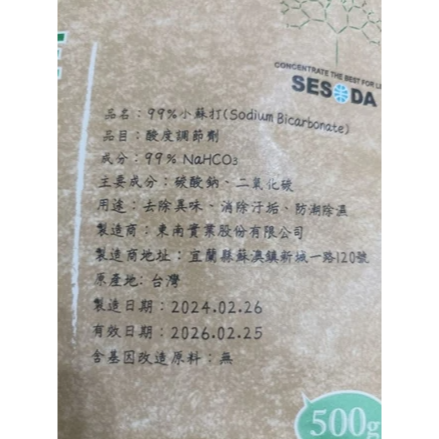 CONCENTRATE THE BEST FOR
SESODA
品名：99%小蘇打(Sodium Bicarbonate)
品目：酸度調節劑
成分：99% NaHCO₃
主要成分：碳酸鈉、二氧化碳
用途：去除異味、消除汙垢、防潮除濕
製造商：東南實業股份有限公司
製造商地址：宜蘭縣蘇澳鎮新城一路120號
原產地：台灣
製造日期：2024.02.26
有效日期：2026.02.25
含基因改造原料：無
500g